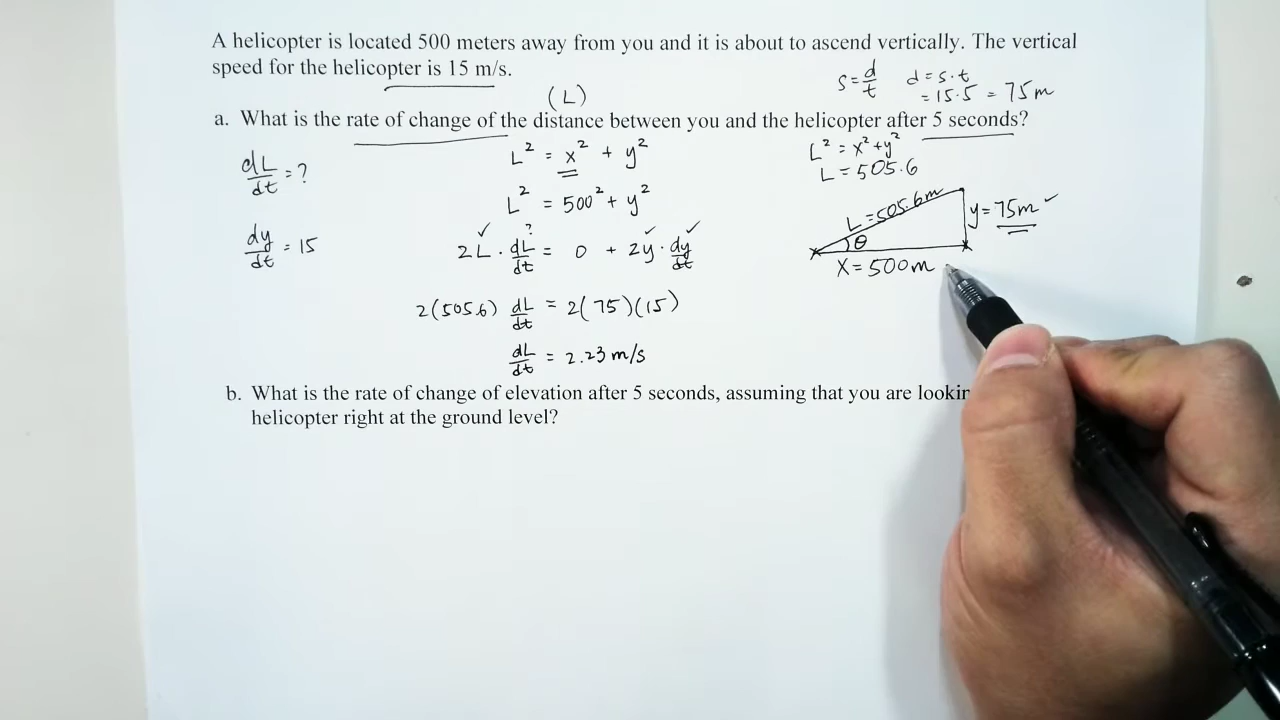 A helicopter is located 500 meters away from you and it is about to ascend vertically. The vertical
speed for the helicopter is 15 m/s.
s = d/t
d = s·t
= 15·5 = 75m
(L)
a. What is the rate of change of the distance between you and the helicopter after 5 seconds?
dL/dt = ?
L² = x² + y²
L² = x² + y²
L = 505.6
L² = 500² + y²
L = 505.6m
y = 75m ✓
dy/dt = 15
✓ ? ✓ ✓
2L · dL/dt = 0 + 2y · dy/dt
θ
x = 500m
2(505.6) dL/dt = 2(75)(15)
dL/dt = 2.23 m/s
b. What is the rate of change of elevation after 5 seconds, assuming that you are
helicopter right at the ground level?